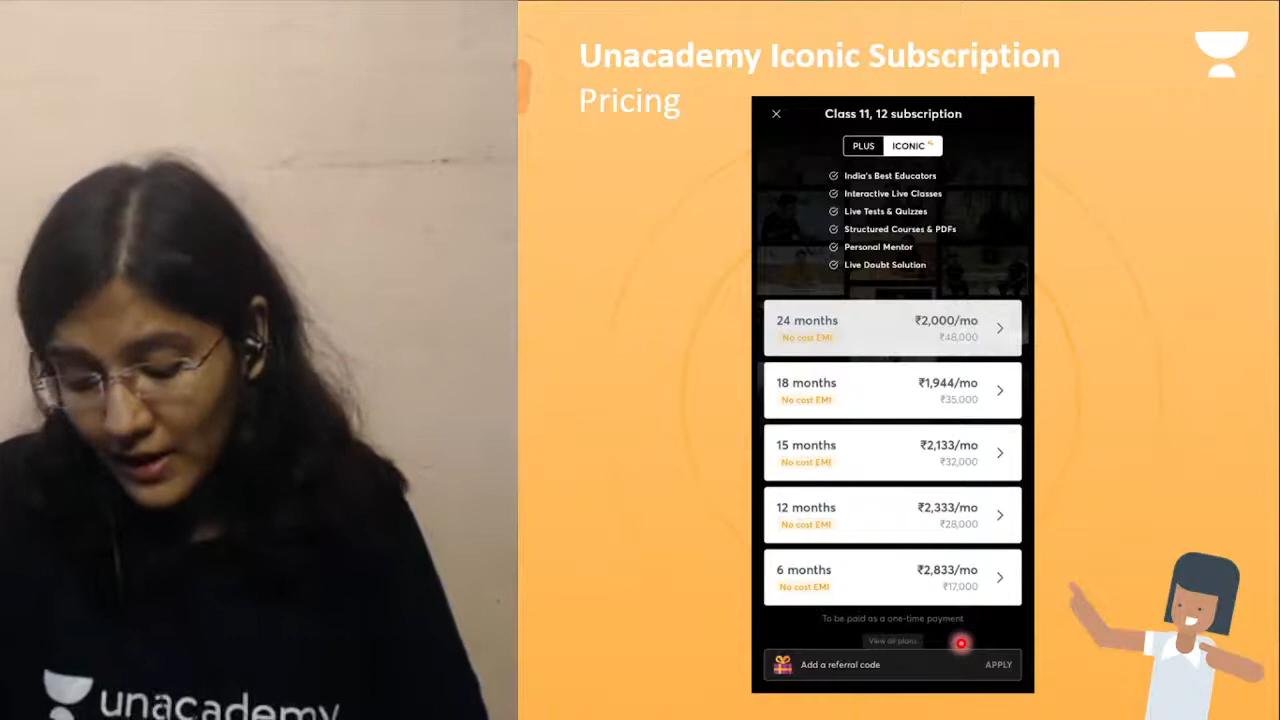 Unacademy Iconic Subscription
Pricing
Class 11, 12 subscription
PLUS ICONIC
India's Best Educators
Interactive Live Classes
Live Tests & Quizzes
Structured Courses & PDFs
Personal Mentor
Live Doubt Solution
24 months ₹2,000/mo
No cost EMI ₹48,000
18 months ₹1,944/mo
No cost EMI ₹35,000
15 months ₹2,133/mo
No cost EMI ₹32,000
12 months ₹2,333/mo
No cost EMI ₹28,000
6 months ₹2,833/mo
No cost EMI ₹17,000
To be paid as a one-time payment
View all plans
Add a referral code APPLY
unacademy